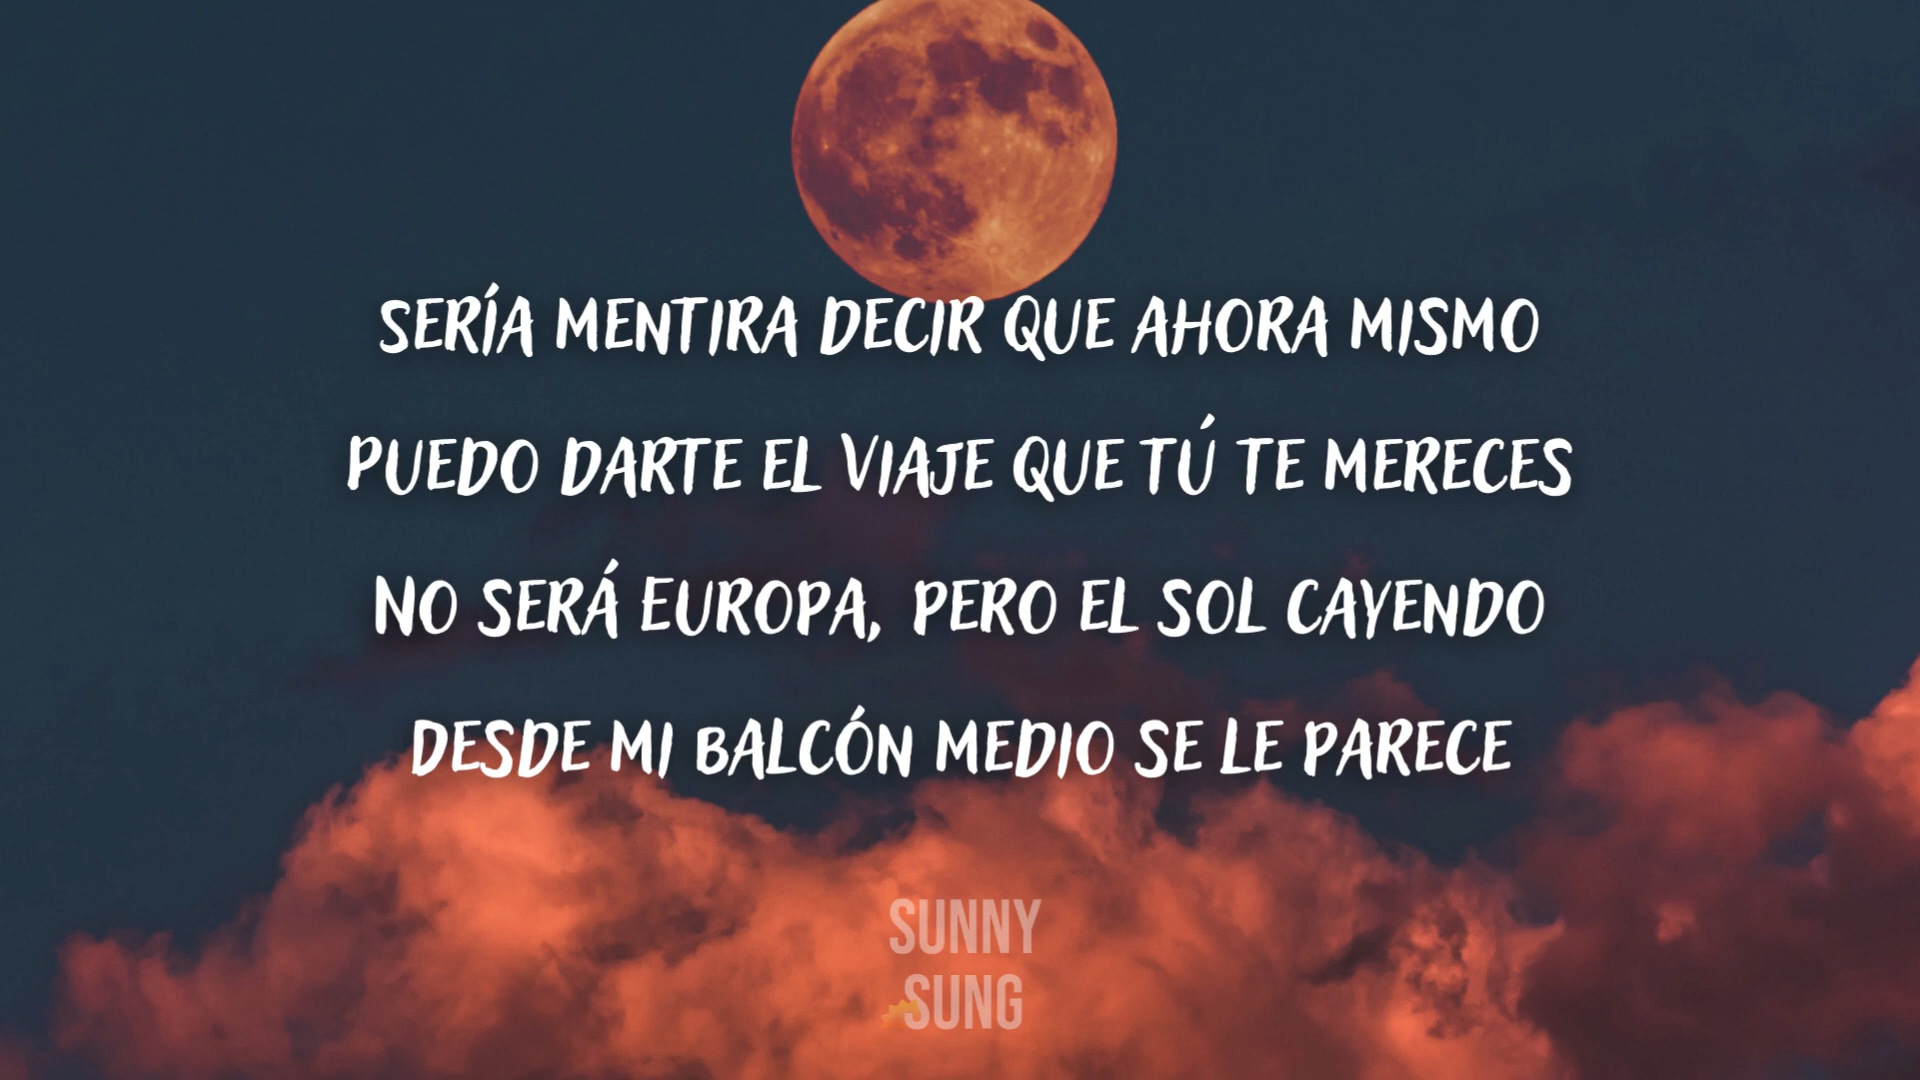 SERÍA MENTIRA DECIR QUE AHORA MISMO
PUEDO DARTE EL VIAJE QUE TÚ TE MERECES
NO SERÁ EUROPA, PERO EL SOL CAYENDO
DESDE MI BALCÓN MEDIO SE LE PARECE
SUNNY
SUNG